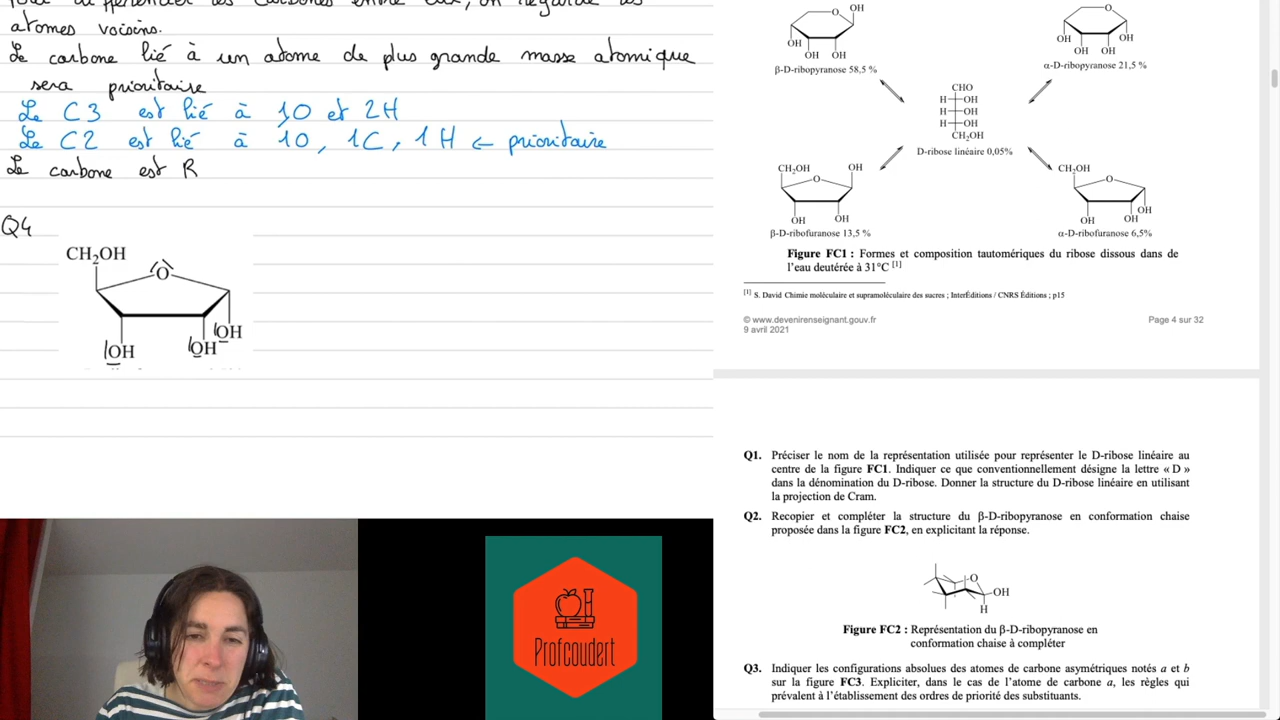 Pour différencier les carbones entre eux, on regarde les
atomes voisins.
Le carbone lié à un atome de plus grande masse atomique
sera prioritaire
Le C3 est lié à 1O et 2H
Le C2 est lié à 1O, 1C, 1H ← prioritaire
Le carbone est R
Q4
CH2OH
O
OH
OH
OH
Profcoudert
O
OH
OH
OH
OH
β-D-ribopyranose 58,5 %
O
OH
OH
OH
OH
α-D-ribopyranose 21,5 %
CHO
H OH
H OH
H OH
CH2OH
D-ribose linéaire 0,05%
CH2OH
O
OH
OH
OH
β-D-ribofuranose 13,5 %
CH2OH
O
OH
OH
OH
α-D-ribofuranose 6,5%
Figure FC1 : Formes et composition tautomériques du ribose dissous dans de
l'eau deutérée à 31°C [1]
[1] S. David Chimie moléculaire et supramoléculaire des sucres ; InterÉditions / CNRS Éditions ; p15
© www.devenirenseignant.gouv.fr
9 avril 2021
Page 4 sur 32
Q1. Préciser le nom de la représentation utilisée pour représenter le D-ribose linéaire au
centre de la figure FC1. Indiquer ce que conventionnellement désigne la lettre « D »
dans la dénomination du D-ribose. Donner la structure du D-ribose linéaire en utilisant
la projection de Cram.
Q2. Recopier et compléter la structure du β-D-ribopyranose en conformation chaise
proposée dans la figure FC2, en explicitant la réponse.
O
OH
H
Figure FC2 : Représentation du β-D-ribopyranose en
conformation chaise à compléter
Q3. Indiquer les configurations absolues des atomes de carbone asymétriques notés a et b
sur la figure FC3. Expliciter, dans le cas de l'atome de carbone a, les règles qui
prévalent à l'établissement des ordres de priorité des substituants.